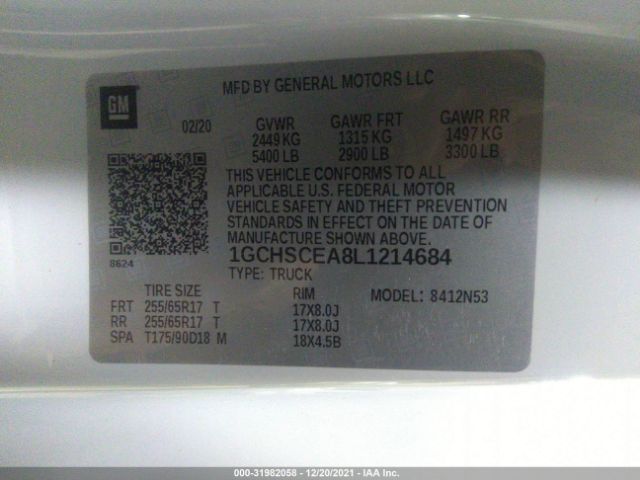 GM
MFD BY GENERAL MOTORS LLC
02/20 GVWR GAWR FRT GAWR RR
2449 KG 1315 KG 1497 KG
5400 LB 2900 LB 3300 LB
THIS VEHICLE CONFORMS TO ALL
APPLICABLE U.S. FEDERAL MOTOR
VEHICLE SAFETY AND THEFT PREVENTION
STANDARDS IN EFFECT ON THE DATE OF
MANUFACTURE SHOWN ABOVE.
8624 1GCHSCEA8L1214684
TYPE: TRUCK
TIRE SIZE RIM MODEL: 8412N53
FRT 255/65R17 T 17X8.0J
RR 255/65R17 T 17X8.0J
SPA T175/90D18 M 18X4.5B
000-31982058 - 12/20/2021 - IAA Inc.